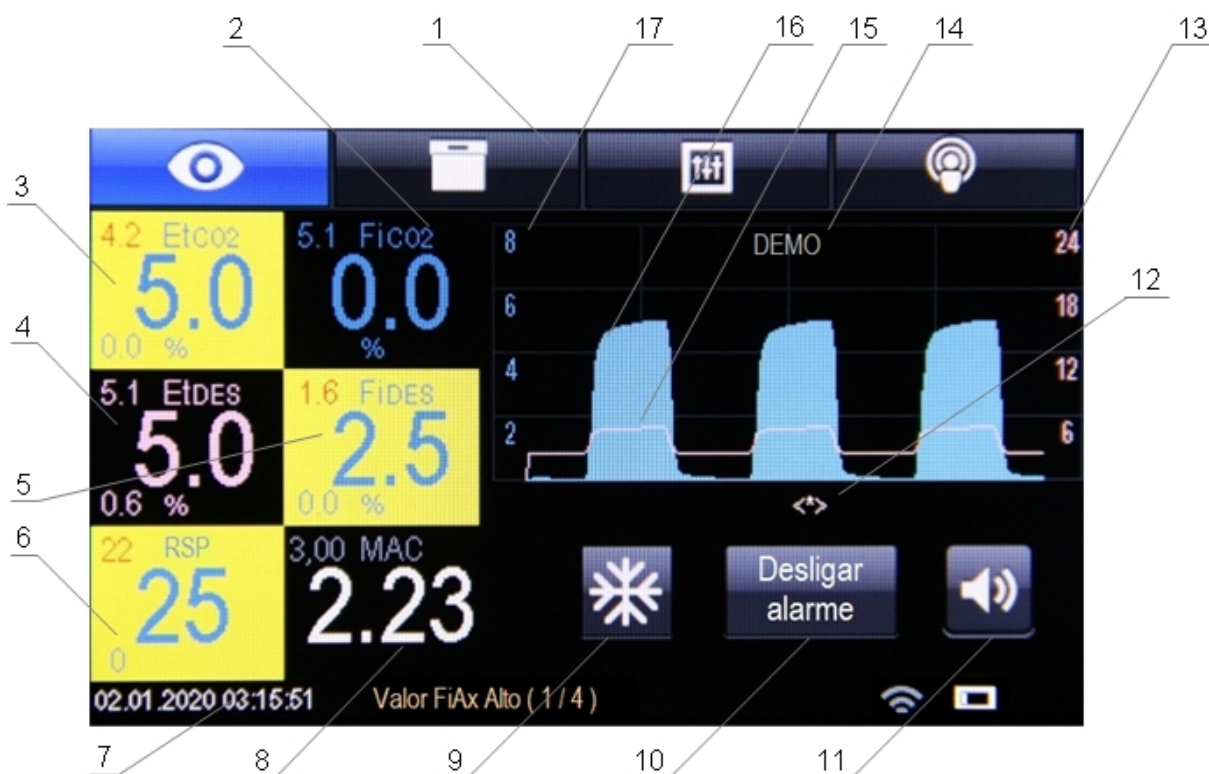 2 1 17 16 15 14 13
3
4.2 EtCO2 5.1 FiCO2
5.0 0.0
0.0 % %
8 DEMO 24
6 18
12
4 12
2 6
4
5.1 EtDES 1.6 FiDES
5.0 2.5
0.6 % 0.0 %
5
<*>
6
22 RSP 3,00 MAC
25 2.23
0
Desligar
alarme
02.01.2020 03:15:51 Valor FiAx Alto ( 1 / 4 )
7 8 9 10 11